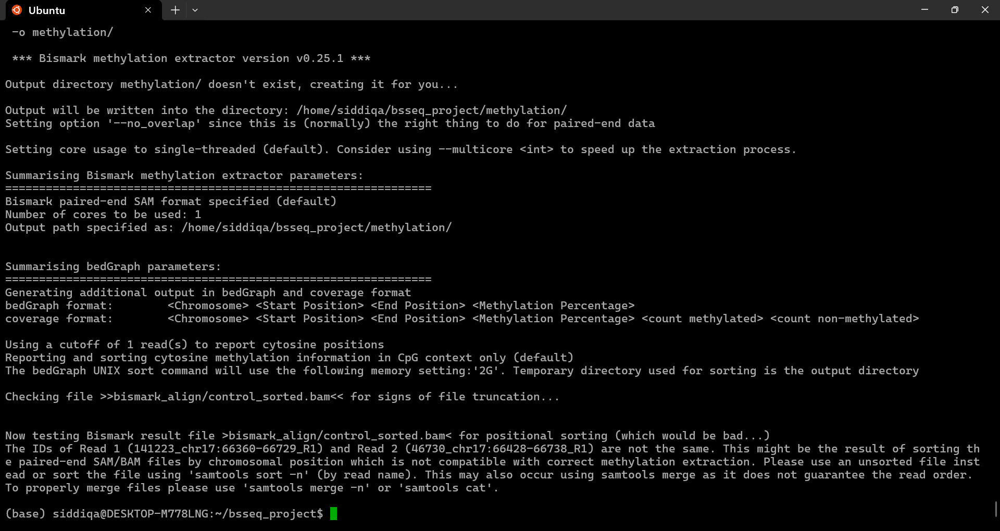 Ubuntu
-o methylation/
*** Bismark methylation extractor version v0.25.1 ***
Output directory methylation/ doesn't exist, creating it for you...
Output will be written into the directory: /home/siddiqa/bsseq_project/methylation/
Setting option '--no_overlap' since this is (normally) the right thing to do for paired-end data
Setting core usage to single-threaded (default). Consider using --multicore <int> to speed up the extraction process.
Summarising Bismark methylation extractor parameters:
===============================================================
Bismark paired-end SAM format specified (default)
Number of cores to be used: 1
Output path specified as: /home/siddiqa/bsseq_project/methylation/
Summarising bedGraph parameters:
===============================================================
Generating additional output in bedGraph and coverage format
bedGraph format:        <Chromosome> <Start Position> <End Position> <Methylation Percentage>
coverage format:        <Chromosome> <Start Position> <End Position> <Methylation Percentage> <count methylated> <count non-methylated>
Using a cutoff of 1 read(s) to report cytosine positions
Reporting and sorting cytosine methylation information in CpG context only (default)
The bedGraph UNIX sort command will use the following memory setting:'2G'. Temporary directory used for sorting is the output directory
Checking file >>bismark_align/control_sorted.bam<< for signs of file truncation...
Now testing Bismark result file >bismark_align/control_sorted.bam< for positional sorting (which would be bad...)
The IDs of Read 1 (141223_chr17:66360-66729_R1) and Read 2 (46730_chr17:66428-66738_R1) are not the same. This might be the result of sorting th
e paired-end SAM/BAM files by chromosomal position which is not compatible with correct methylation extraction. Please use an unsorted file inst
ead or sort the file using 'samtools sort -n' (by read name). This may also occur using samtools merge as it does not guarantee the read order.
To properly merge files please use 'samtools merge -n' or 'samtools cat'.
(base) siddiqa@DESKTOP-M778LNG:~/bsseq_project$